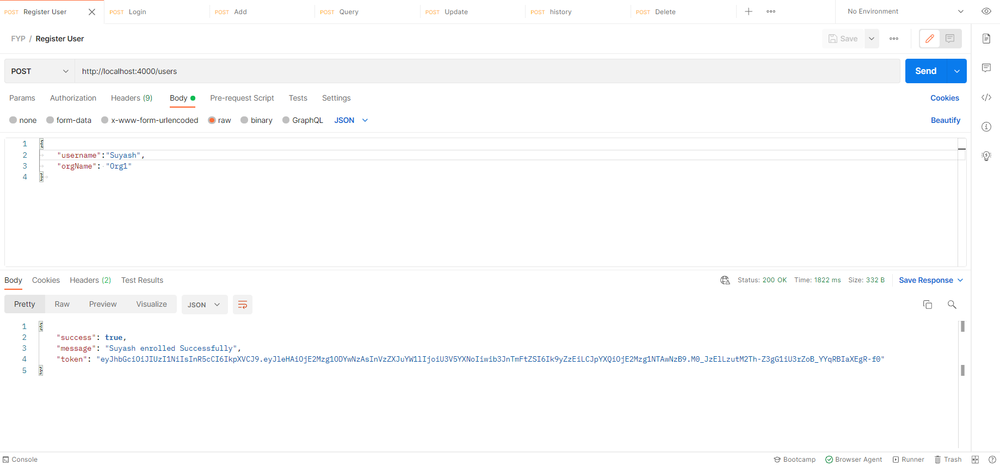 POST Register User POST Login POST Add POST Query POST Update POST history POST Delete No Environment
FYP / Register User Save
POST http://localhost:4000/users Send
Params Authorization Headers (9) Body Pre-request Script Tests Settings Cookies
none form-data x-www-form-urlencoded raw binary GraphQL JSON Beautify
1 {
2 "username":"Suyash",
3 "orgName": "Org1"
4 }
Body Cookies Headers (2) Test Results Status: 200 OK Time: 1822 ms Size: 332 B Save Response
Pretty Raw Preview Visualize JSON
1 {
2 "success": true,
3 "message": "Suyash enrolled Successfully",
4 "token": "eyJhbGciOiJIUzI1NiIsInR5cCI6IkpXVCJ9.eyJleHAiOjE2Mzg1ODYwNzAsInVzZXJuYW1lIjoiU3V5YXNoIiwib3JnTmFtZSI6Ik9yZzEiLCJpYXQiOjE2Mzg1NTAwNzB9.M0_JzElLzutM2Th-Z3gG1iU3rZoB_YYqRBIaXEgR-f0"
5 }
Console Bootcamp Browser Agent Runner Trash